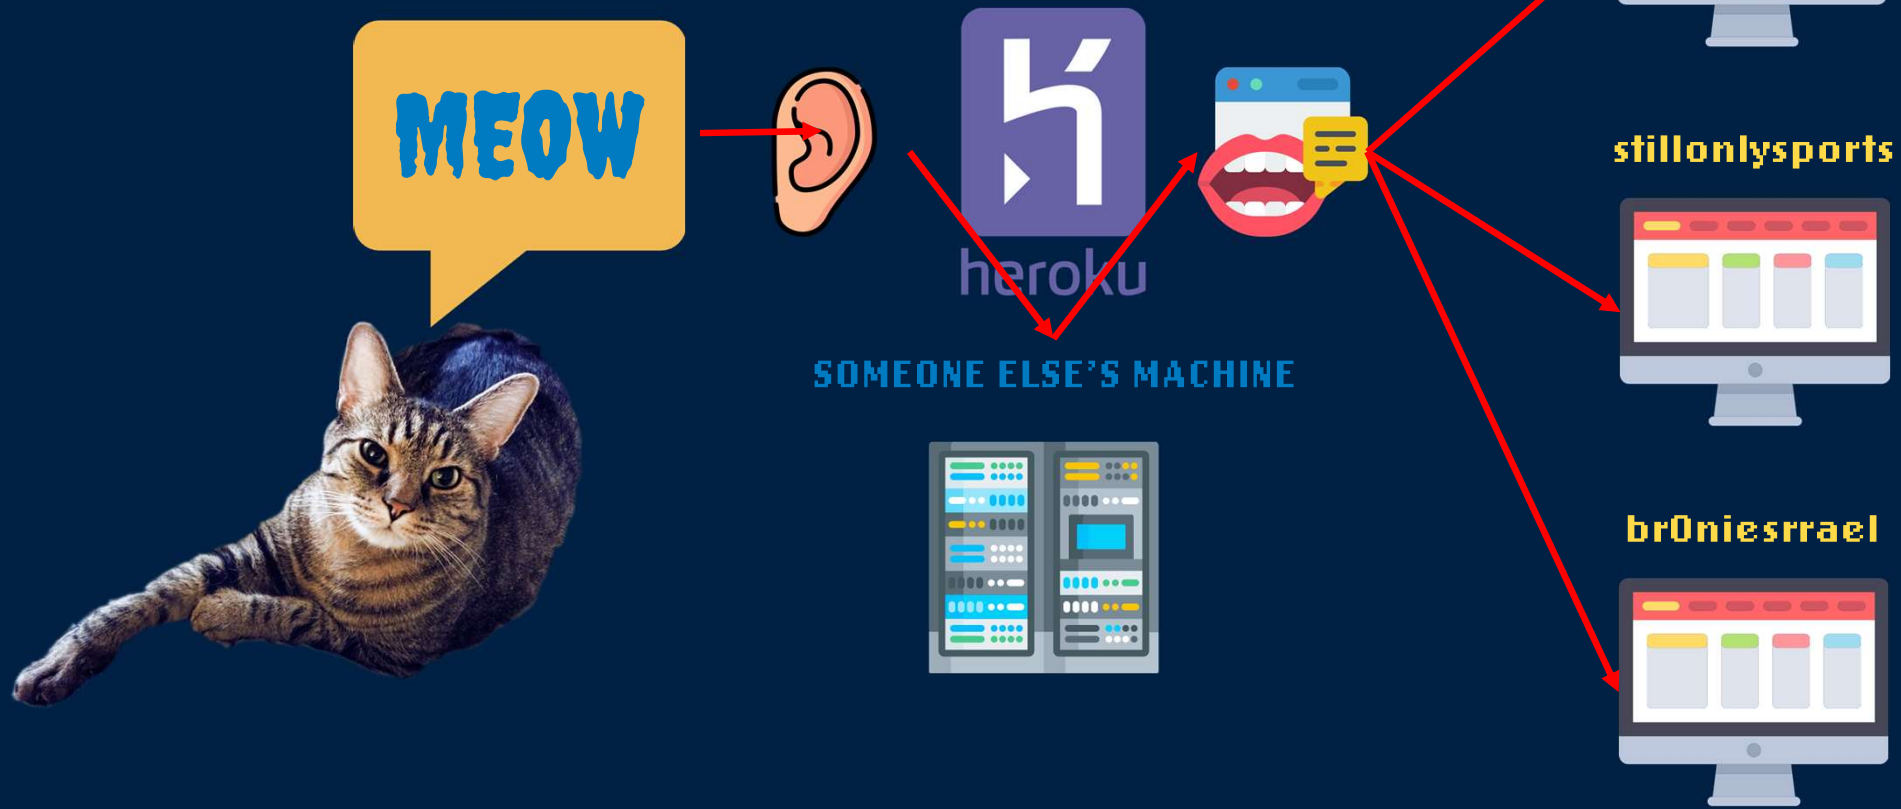 MEOW
heroku
SOMEONE ELSE'S MACHINE
stillonlysports
br0niesrrael